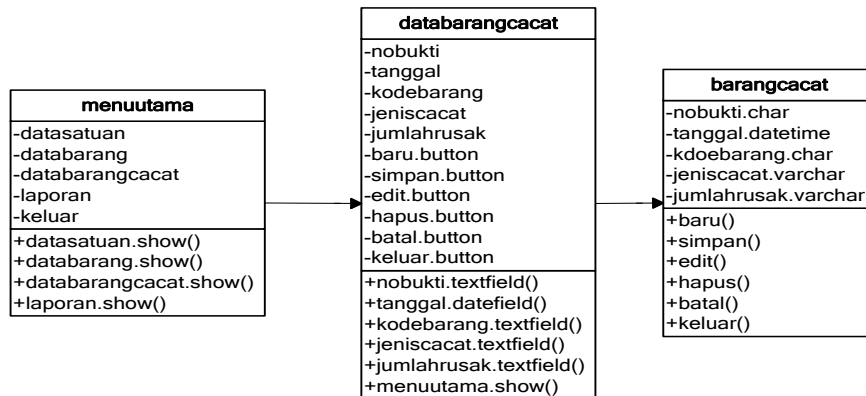 menuutama
-datasatuan
-databarang
-databarangcacat
-laporan
-keluar
+datasatuan.show()
+databarang.show()
+databarangcacat.show()
+laporan.show()
databarangcacat
-nobukti
-tanggal
-kodebarang
-jeniscacat
-jumlahrusak
-baru.button
-simpan.button
-edit.button
-hapus.button
-batal.button
-keluar.button
+nobukti.textfield()
+tanggal.datefield()
+kodebarang.textfield()
+jeniscacat.textfield()
+jumlahrusak.textfield()
+menuutama.show()
barangcacat
-nobukti.char
-tanggal.datetime
-kdoebarang.char
-jeniscacat.varchar
-jumlahrusak.varchar
+baru()
+simpan()
+edit()
+hapus()
+batal()
+keluar()